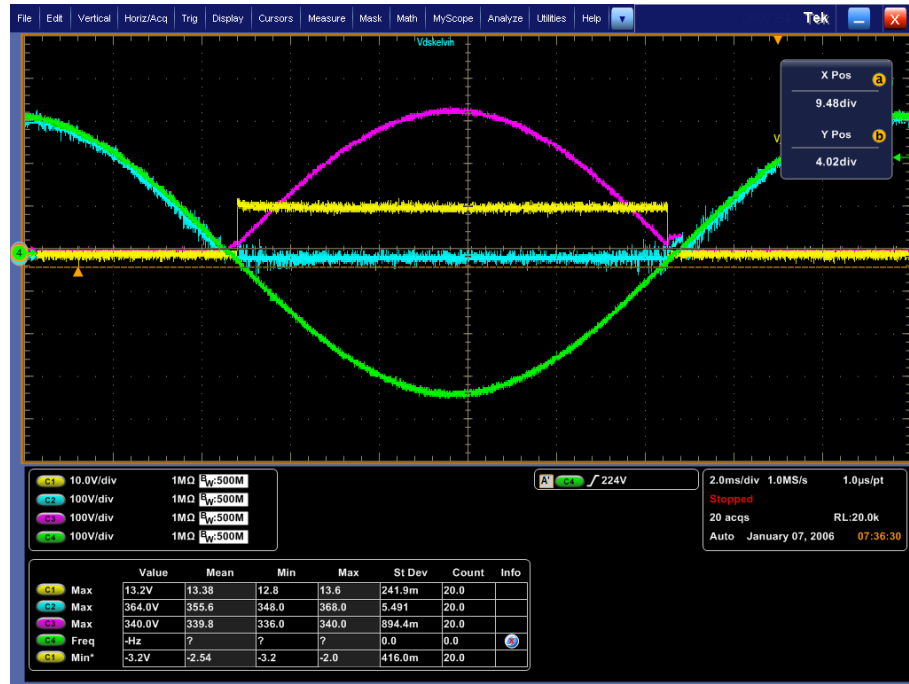 File Edit Vertical Horiz/Acq Trig Display Cursors Measure Mask Math MyScope Analyze Utilities Help Tek X
Vdskelvin
X Pos a
9.48div
Y Pos b
4.02div
V
4
C1 10.0V/div 1MΩ BW:500M
C2 100V/div 1MΩ BW:500M
C3 100V/div 1MΩ BW:500M
C4 100V/div 1MΩ BW:500M
A' C4 224V
2.0ms/div 1.0MS/s 1.0µs/pt
Stopped
20 acqs RL:20.0k
Auto January 07, 2006 07:36:30
Value Mean Min Max St Dev Count Info
C1 Max 13.2V 13.38 12.8 13.6 241.9m 20.0
C2 Max 364.0V 355.6 348.0 368.0 5.491 20.0
C3 Max 340.0V 339.8 336.0 340.0 894.4m 20.0
C4 Freq -Hz ? ? ? 0.0 0.0
C1 Min* -3.2V -2.54 -3.2 -2.0 416.0m 20.0